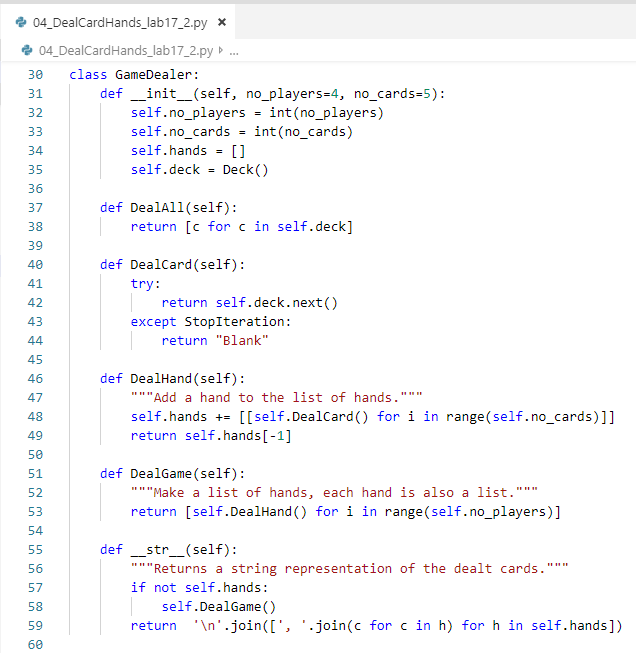 04_DealCardHands_lab17_2.py ×
04_DealCardHands_lab17_2.py ▸ ...
30 class GameDealer:
31     def __init__(self, no_players=4, no_cards=5):
32         self.no_players = int(no_players)
33         self.no_cards = int(no_cards)
34         self.hands = []
35         self.deck = Deck()
36
37     def DealAll(self):
38         return [c for c in self.deck]
39
40     def DealCard(self):
41         try:
42             return self.deck.next()
43         except StopIteration:
44             return "Blank"
45
46     def DealHand(self):
47         """Add a hand to the list of hands."""
48         self.hands += [[self.DealCard() for i in range(self.no_cards)]]
49         return self.hands[-1]
50
51     def DealGame(self):
52         """Make a list of hands, each hand is also a list."""
53         return [self.DealHand() for i in range(self.no_players)]
54
55     def __str__(self):
56         """Returns a string representation of the dealt cards."""
57         if not self.hands:
58             self.DealGame()
59         return  '\n'.join([', '.join(c for c in h) for h in self.hands])
60